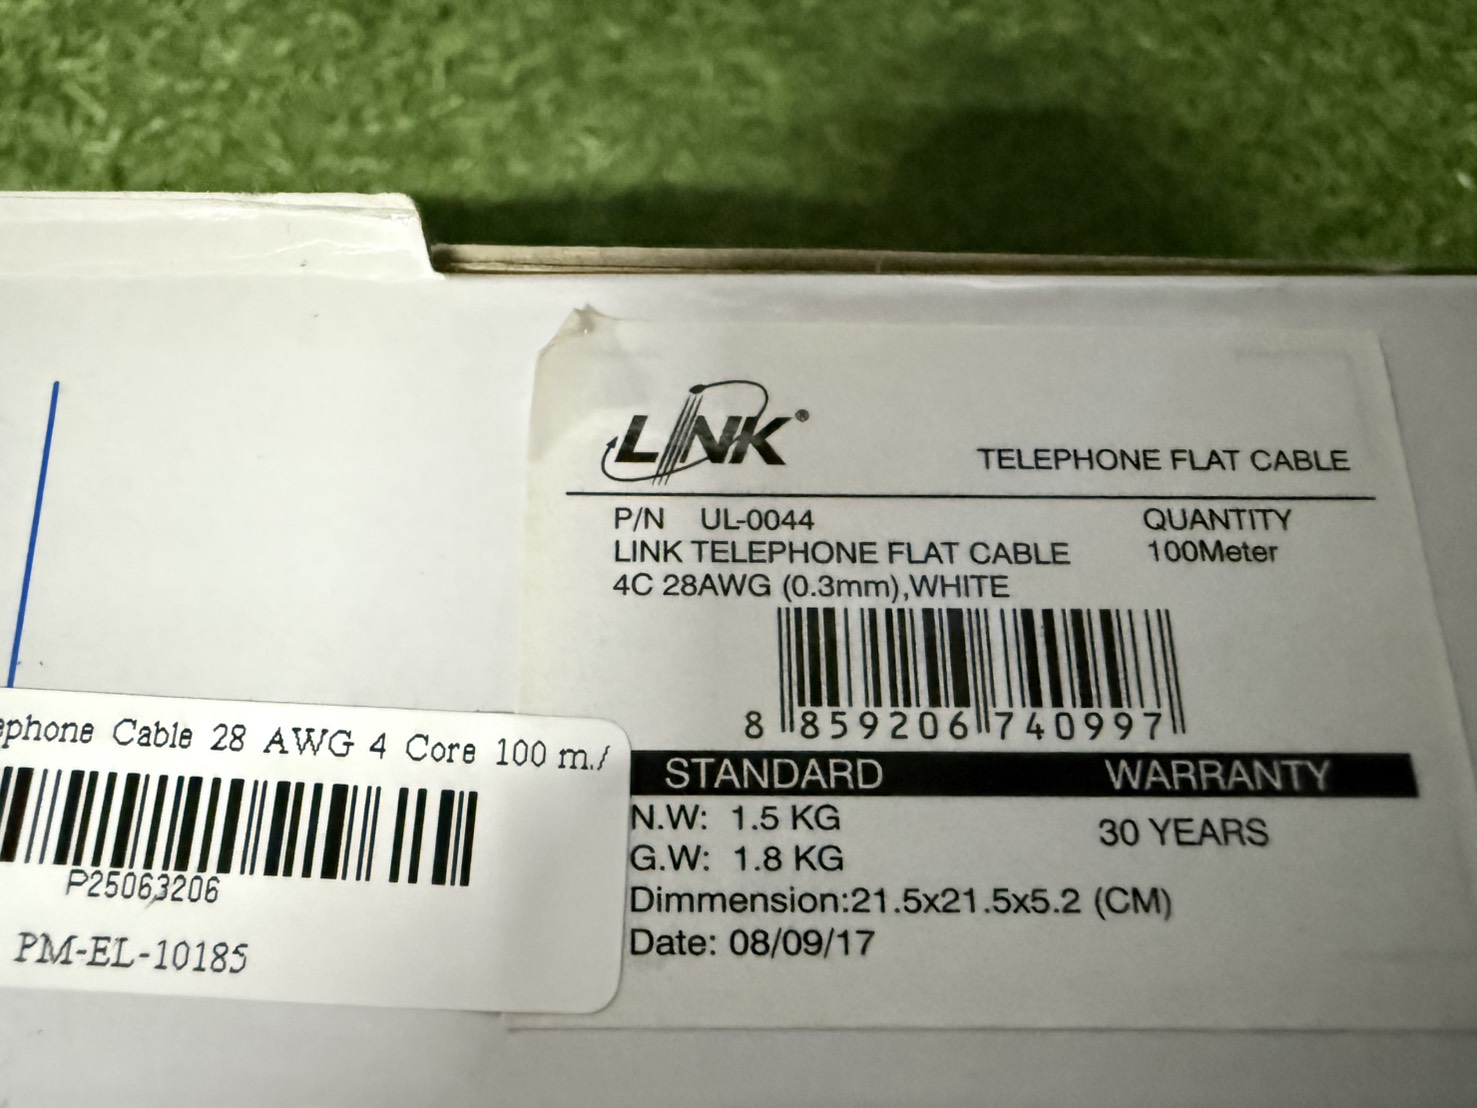 LINK®
TELEPHONE FLAT CABLE
P/N UL-0044 QUANTITY
LINK TELEPHONE FLAT CABLE 100Meter
4C 28AWG (0.3mm),WHITE
8 859206 740997
STANDARD WARRANTY
N.W: 1.5 KG 30 YEARS
G.W: 1.8 KG
Dimmension:21.5x21.5x5.2 (CM)
Date: 08/09/17
ephone Cable 28 AWG 4 Core 100 m./
P25063206
PM-EL-10185